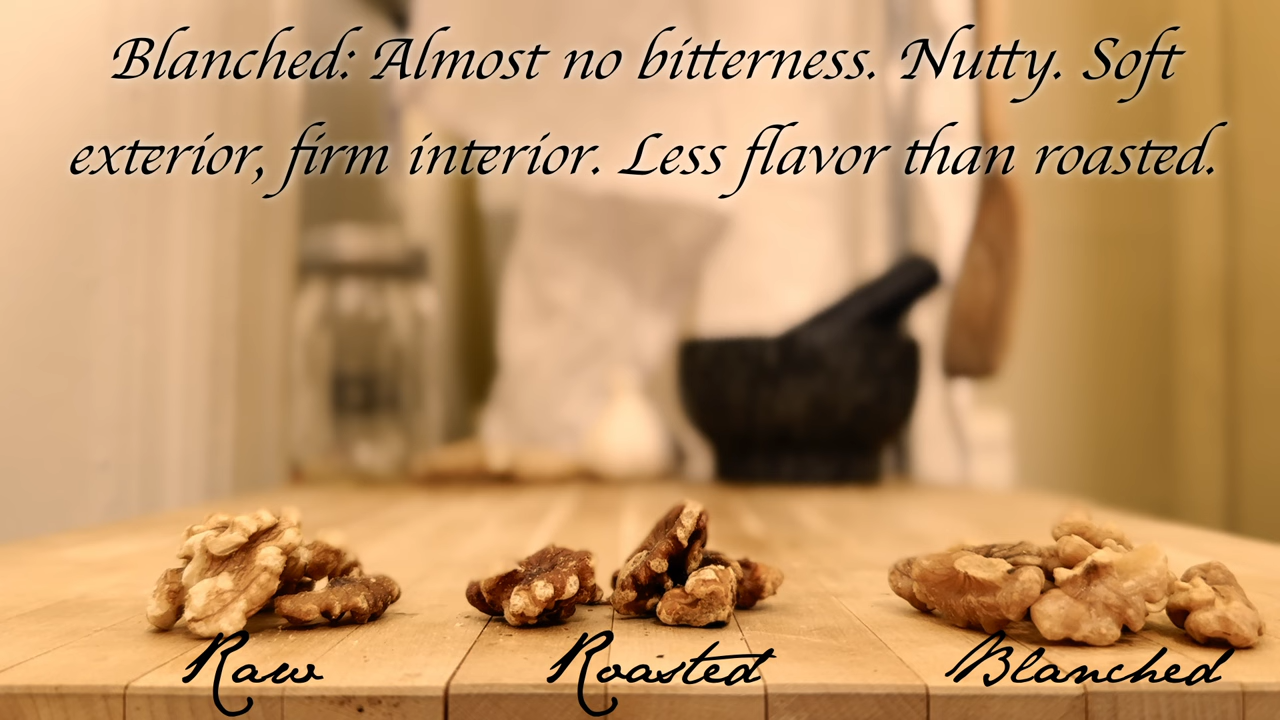 Blanched: Almost no bitterness. Nutty. Soft
exterior, firm interior. Less flavor than roasted.
Raw Roasted Blanched